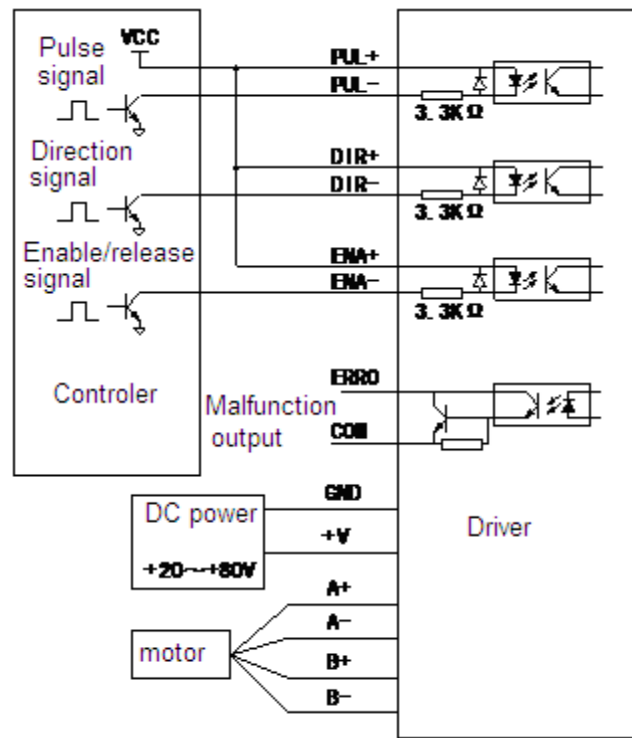 Pulse
signal
VCC
PUL+
PUL-
3.3KΩ
Direction
signal
DIR+
DIR-
3.3KΩ
Enable/release
signal
ENA+
ENA-
3.3KΩ
Controler
ERRO
Malfunction
output
COM
GND
DC power
+V
+20~+80V
Driver
A+
A-
motor
B+
B-